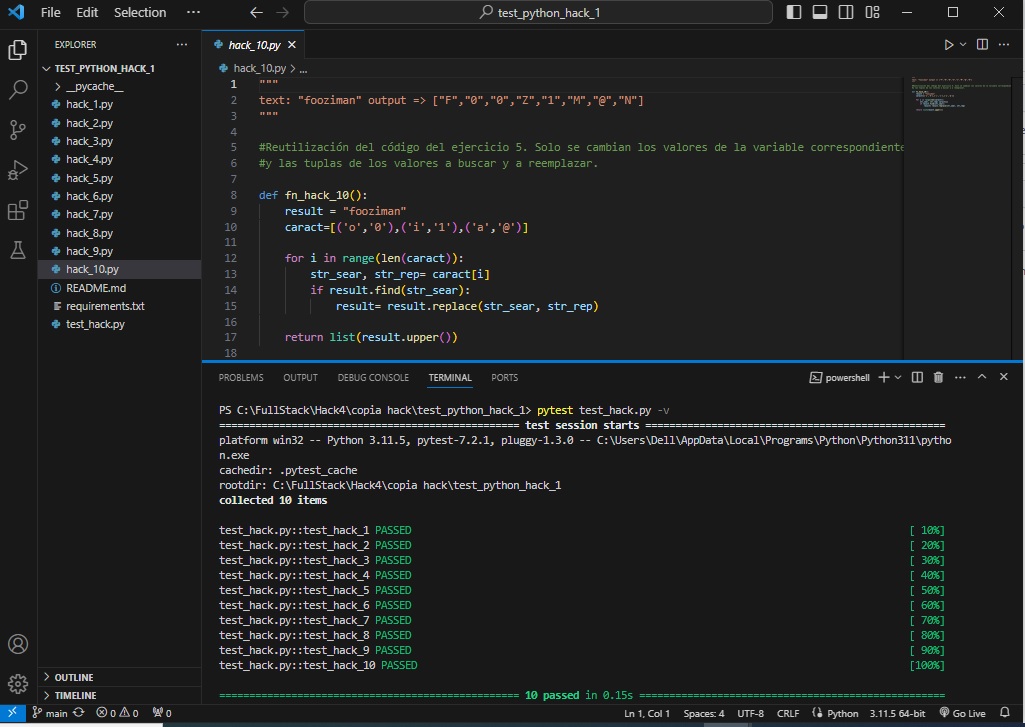 File Edit Selection ··· test_python_hack_1
EXPLORER ···
hack_10.py
TEST_PYTHON_HACK_1
__pycache__
hack_1.py
hack_2.py
hack_3.py
hack_4.py
hack_5.py
hack_6.py
hack_7.py
hack_8.py
hack_9.py
hack_10.py
README.md
requirements.txt
test_hack.py
OUTLINE
TIMELINE
hack_10.py > ...
1 """
2 text: "fooziman" output => ["F","0","0","Z","1","M","@","N"]
3 """
4
5 #Reutilización del código del ejercicio 5. Solo se cambian los valores de la variable correspondiente
6 #y las tuplas de los valores a buscar y a reemplazar.
7
8 def fn_hack_10():
9 result = "fooziman"
10 caract=[('o','0'),('i','1'),('a','@')]
11
12 for i in range(len(caract)):
13 str_sear, str_rep= caract[i]
14 if result.find(str_sear):
15 result= result.replace(str_sear, str_rep)
16
17 return list(result.upper())
18
PROBLEMS OUTPUT DEBUG CONSOLE TERMINAL PORTS powershell
PS C:\FullStack\Hack4\copia hack\test_python_hack_1> pytest test_hack.py -v
================================================== test session starts ==================================================
platform win32 -- Python 3.11.5, pytest-7.2.1, pluggy-1.3.0 -- C:\Users\Dell\AppData\Local\Programs\Python\Python311\pytho
n.exe
cachedir: .pytest_cache
rootdir: C:\FullStack\Hack4\copia hack\test_python_hack_1
collected 10 items
test_hack.py::test_hack_1 PASSED [ 10%]
test_hack.py::test_hack_2 PASSED [ 20%]
test_hack.py::test_hack_3 PASSED [ 30%]
test_hack.py::test_hack_4 PASSED [ 40%]
test_hack.py::test_hack_5 PASSED [ 50%]
test_hack.py::test_hack_6 PASSED [ 60%]
test_hack.py::test_hack_7 PASSED [ 70%]
test_hack.py::test_hack_8 PASSED [ 80%]
test_hack.py::test_hack_9 PASSED [ 90%]
test_hack.py::test_hack_10 PASSED [100%]
================================================== 10 passed in 0.15s ===================================================
main 0 0 0 Ln 1, Col 1 Spaces: 4 UTF-8 CRLF Python 3.11.5 64-bit Go Live